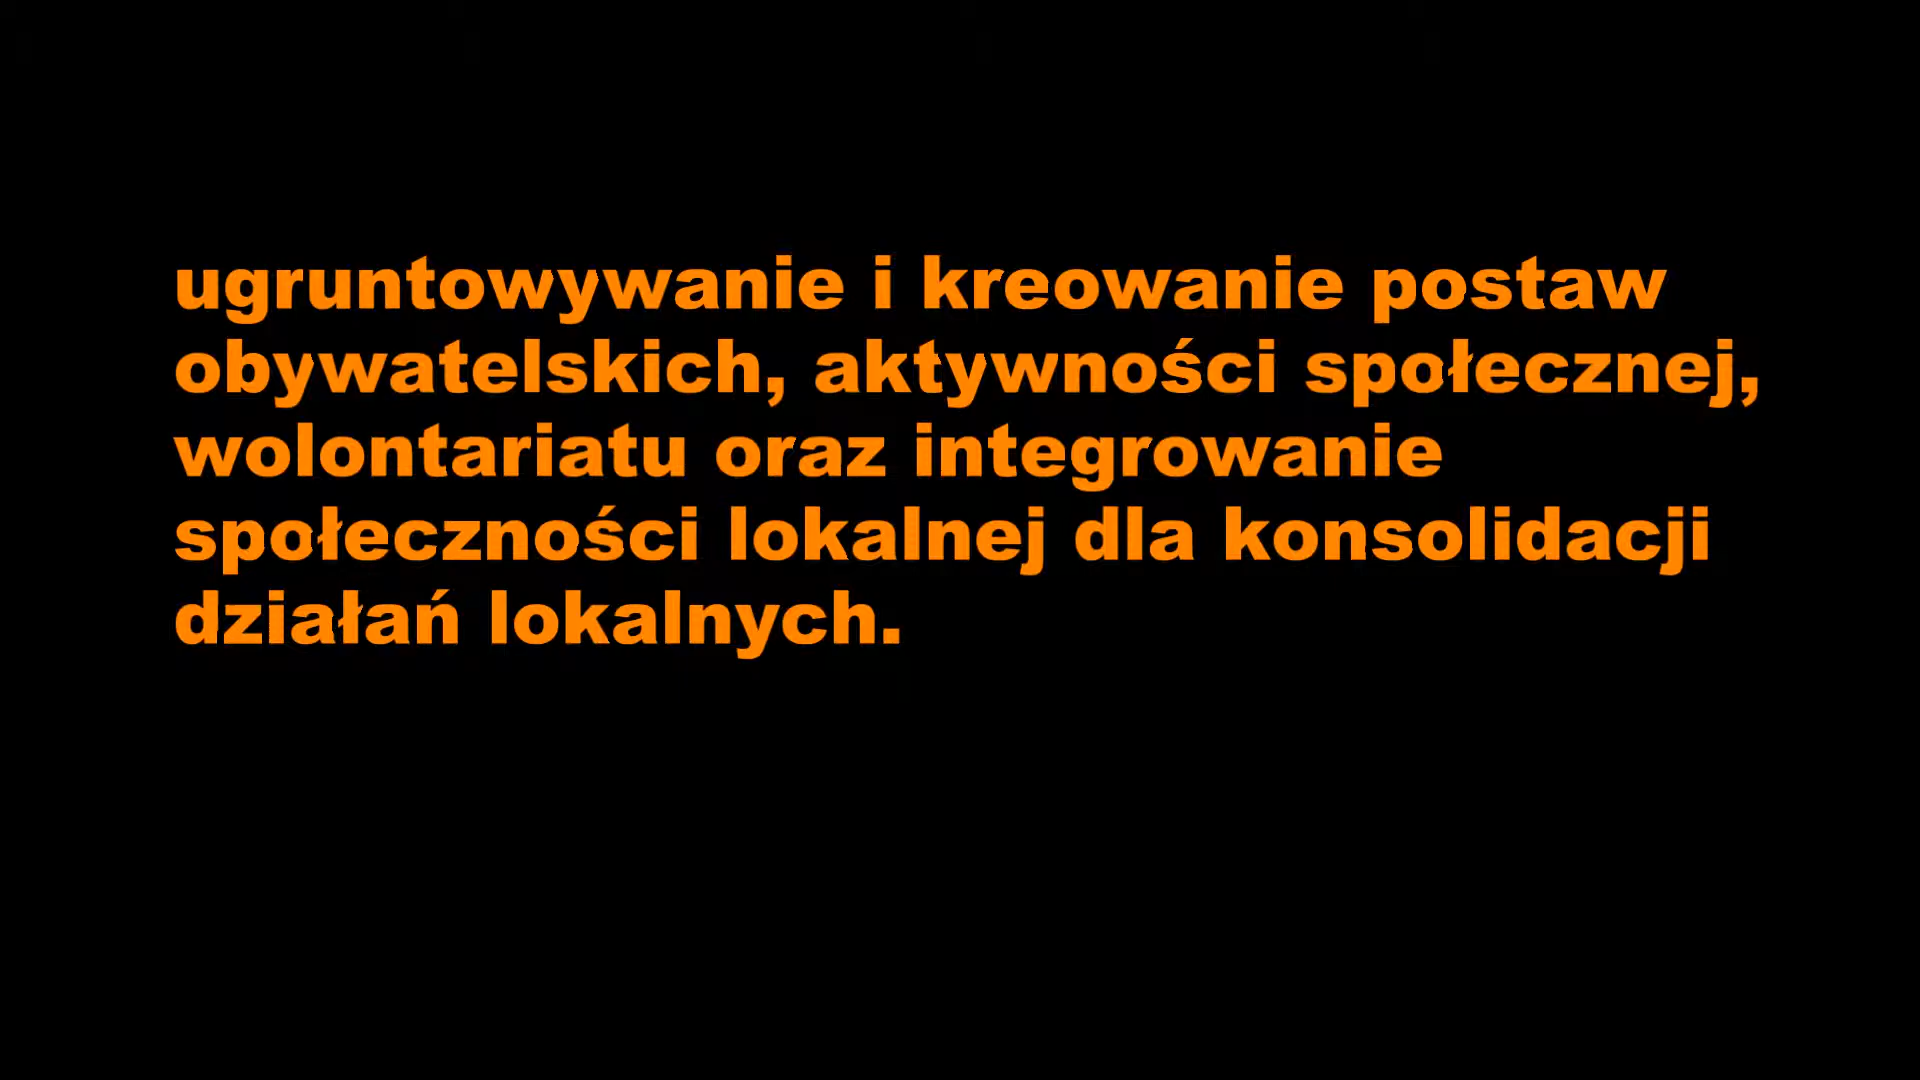 ugruntowywanie i kreowanie postaw
obywatelskich, aktywności społecznej,
wolontariatu oraz integrowanie
społeczności lokalnej dla konsolidacji
działań lokalnych.